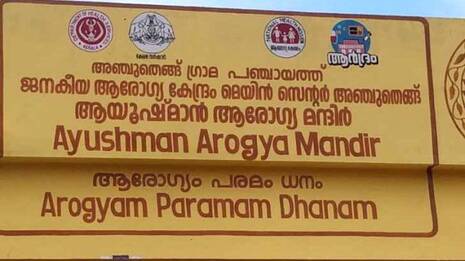 അഞ്ചുതെങ്ങ് ഗ്രാമ പഞ്ചായത്ത്
ജനകീയ ആരോഗ്യ കേന്ദ്രം മെയിൻ സെന്റർ അഞ്ചുതെങ്ങ്
ആയുഷ്മാൻ ആരോഗ്യ മന്ദിർ
Ayushman Arogya Mandir
ആരോഗ്യം പരമം ധനം
Arogyam Paramam Dhanam